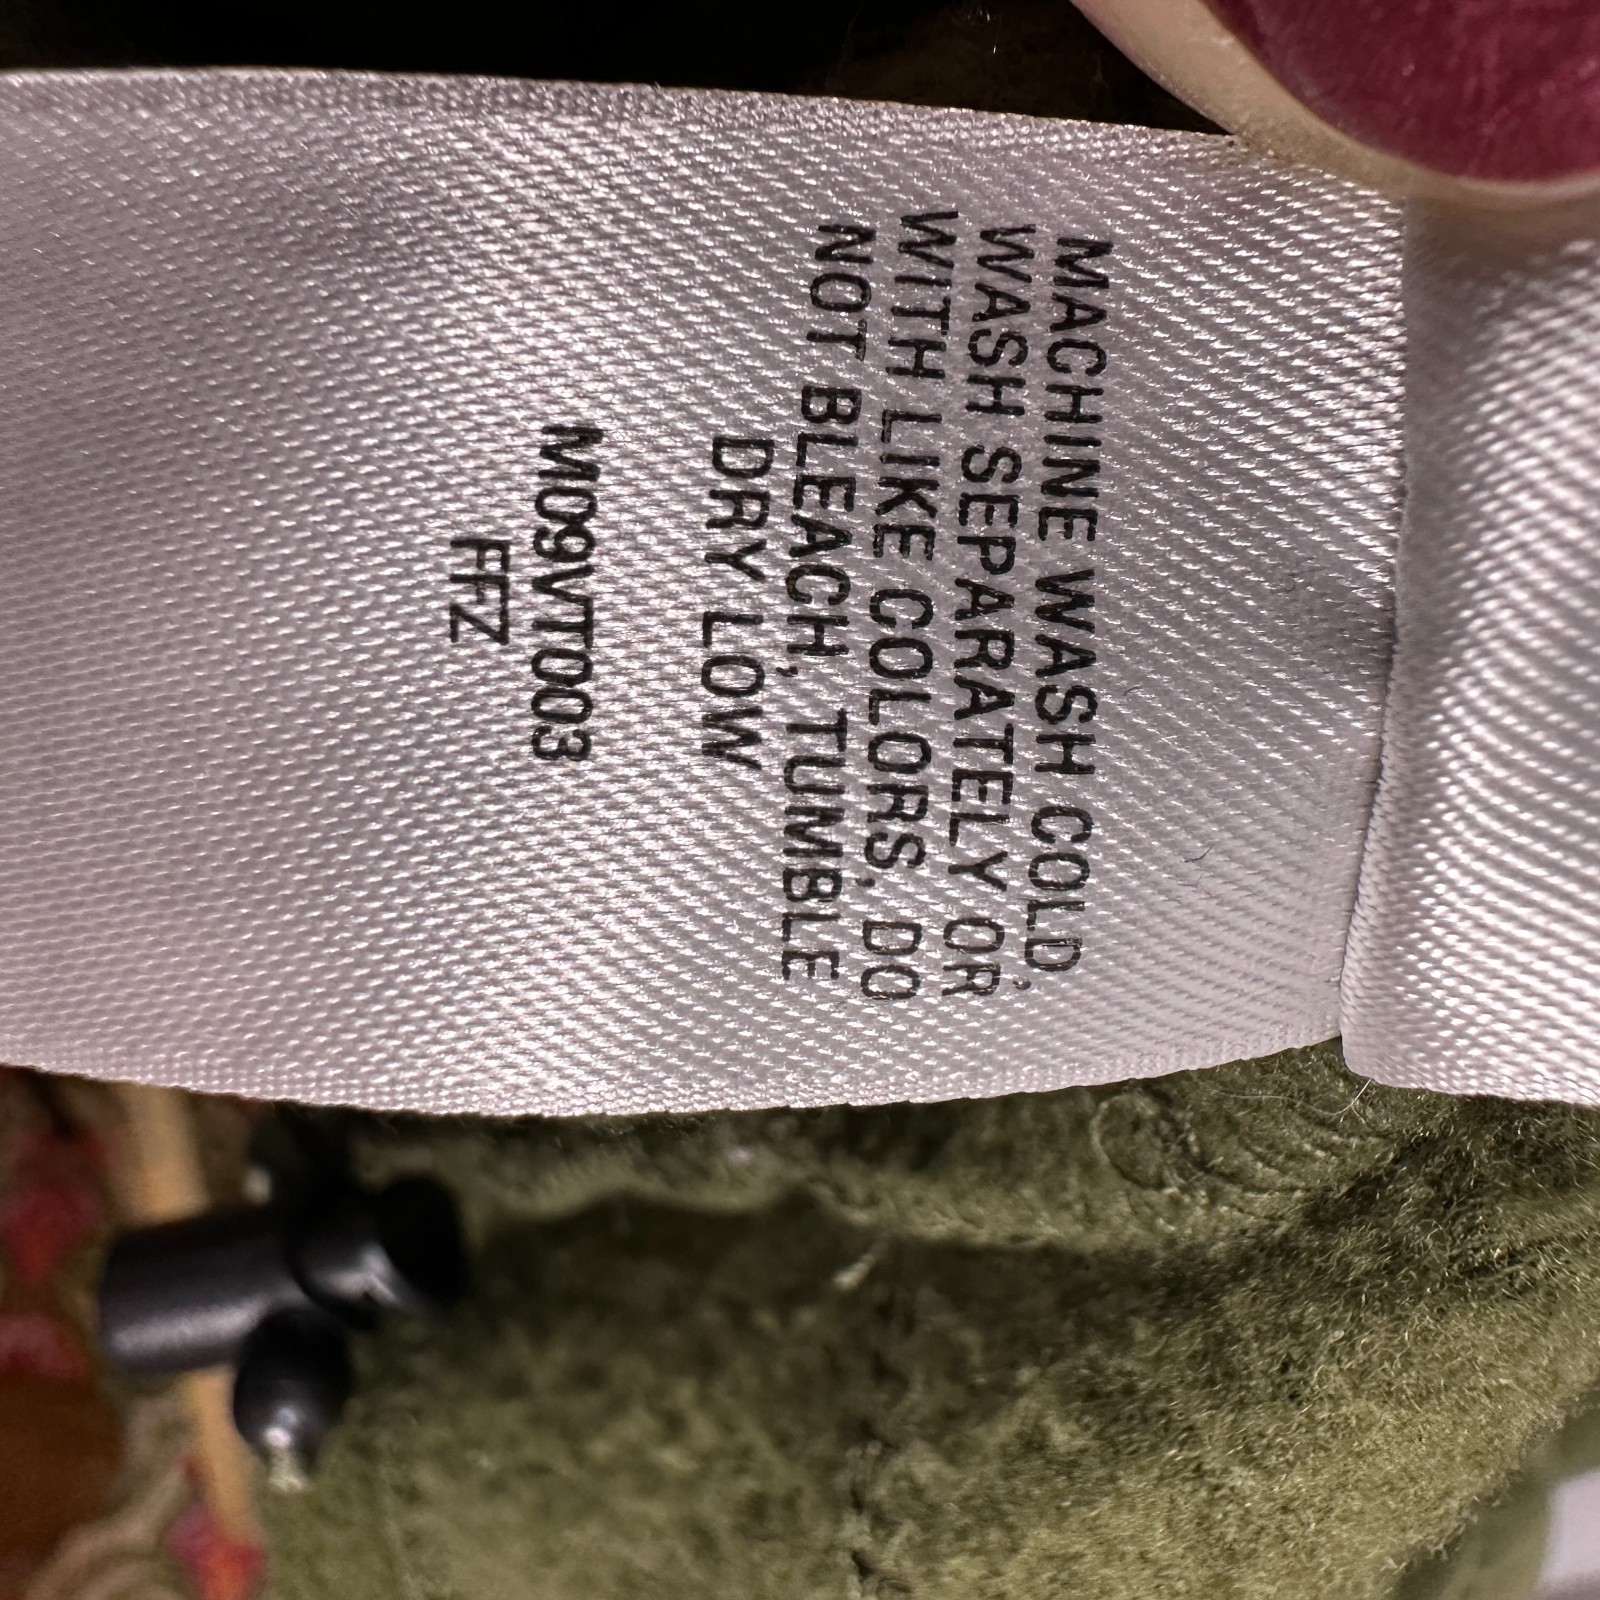 MACHINE WASH COLD,
WASH SEPARATELY OR
WITH LIKE COLORS, DO
NOT BLEACH, TUMBLE
DRY LOW
M09VT003
FFZ